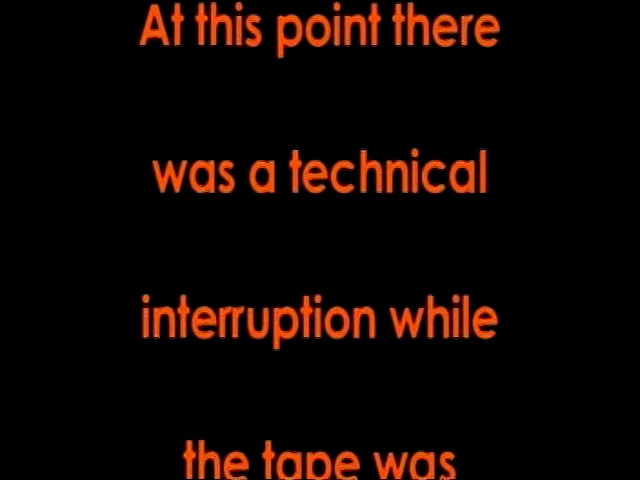 At this point there
was a technical
interruption while
the tape was